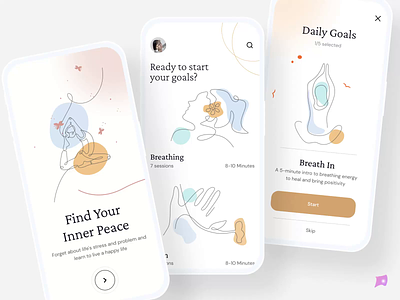 Find Your
Inner Peace
Forget about life's stress and problem and
learn to live a happy life
Ready to start
your goals?
Breathing
7 sessions
8-10 Minutes
8-10 Minutes
Daily Goals
1/5 selected
Breath In
A 5-minute intro to breathing energy
to heal and bring positivity
Start
Skip